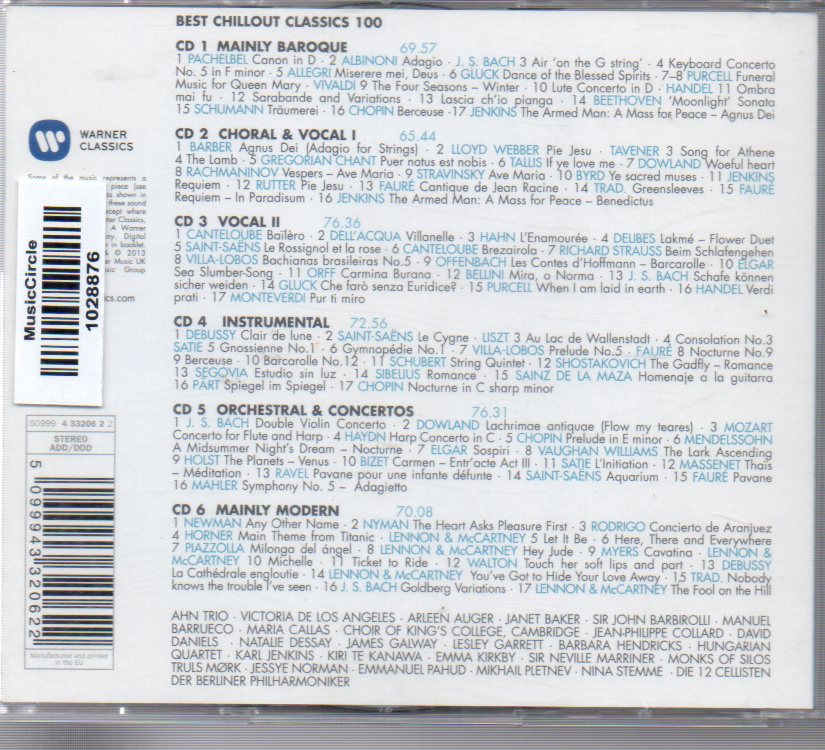 BEST CHILLOUT CLASSICS 100
CD 1 MAINLY BAROQUE 69.57
1 PACHELBEL Canon in D · 2 ALBINONI Adagio · J. S. BACH 3 Air ‘on the G string’ · 4 Keyboard Concerto
No. 5 in F minor · 5 ALLEGRI Miserere mei, Deus · 6 GLUCK Dance of the Blessed Spirits · 7–8 PURCELL Funeral
Music for Queen Mary · VIVALDI 9 The Four Seasons – Winter · 10 Lute Concerto in D · HANDEL 11 Ombra
mai fu · 12 Sarabande and Variations · 13 Lascia ch’io pianga · 14 BEETHOVEN ‘Moonlight’ Sonata
15 SCHUMANN Träumerei · 16 CHOPIN Berceuse · 17 JENKINS The Armed Man: A Mass for Peace – Agnus Dei
CD 2 CHORAL & VOCAL I 65.44
1 BARBER Agnus Dei (Adagio for Strings) · 2 LLOYD WEBBER Pie Jesu · TAVENER 3 Song for Athene
4 The Lamb · 5 GREGORIAN CHANT Puer natus est nobis · 6 TALLIS If ye love me · 7 DOWLAND Woeful heart
8 RACHMANINOV Vespers – Ave Maria · 9 STRAVINSKY Ave Maria · 10 BYRD Ye sacred muses · 11 JENKINS
Requiem · 12 RUTTER Pie Jesu · 13 FAURÉ Cantique de Jean Racine · 14 TRAD. Greensleeves · 15 FAURÉ
Requiem – In Paradisum · 16 JENKINS The Armed Man: A Mass for Peace – Benedictus
CD 3 VOCAL II 76.36
1 CANTELOUBE Baïlèro · 2 DELL’ACQUA Villanelle · 3 HAHN L’Enamourée · 4 DELIBES Lakmé – Flower Duet
5 SAINT-SAËNS Le Rossignol et la rose · 6 CANTELOUBE Brezairola · 7 RICHARD STRAUSS Beim Schlafengehen
8 VILLA-LOBOS Bachianas brasileiras No.5 · 9 OFFENBACH Les Contes d’Hoffmann – Barcarolle · 10 ELGAR
Sea Slumber-Song · 11 ORFF Carmina Burana · 12 BELLINI Mira, o Norma · 13 J. S. BACH Schafe können
sicher weiden · 14 GLUCK Che farò senza Euridice? · 15 PURCELL When I am laid in earth · 16 HANDEL Verdi
prati · 17 MONTEVERDI Pur ti miro
CD 4 INSTRUMENTAL 72.56
1 DEBUSSY Clair de lune · 2 SAINT-SAËNS Le Cygne · LISZT 3 Au Lac de Wallenstadt · 4 Consolation No.3
SATIE 5 Gnossienne No.1 · 6 Gymnopédie No.1 · 7 VILLA-LOBOS Prelude No.5 · FAURÉ 8 Nocturne No.9
9 Berceuse · 10 Barcarolle No.12 · 11 SCHUBERT String Quintet · 12 SHOSTAKOVICH The Gadfly – Romance
13 SEGOVIA Estudio sin luz · 14 SIBELIUS Romance · 15 SAINZ DE LA MAZA Homenaje a la guitarra
16 PÄRT Spiegel im Spiegel · 17 CHOPIN Nocturne in C sharp minor
CD 5 ORCHESTRAL & CONCERTOS 76.31
1 J. S. BACH Double Violin Concerto · 2 DOWLAND Lachrimae antiquae (Flow my teares) · 3 MOZART
Concerto for Flute and Harp · 4 HAYDN Harp Concerto in C · 5 CHOPIN Prelude in E minor · 6 MENDELSSOHN
A Midsummer Night’s Dream – Nocturne · 7 ELGAR Sospiri · 8 VAUGHAN WILLIAMS The Lark Ascending
9 HOLST The Planets – Venus · 10 BIZET Carmen – Entr’acte Act III · 11 SATIE L’Initiation · 12 MASSENET Thaïs
– Méditation · 13 RAVEL Pavane pour une infante défunte · 14 SAINT-SAËNS Aquarium · 15 FAURÉ Pavane
16 MAHLER Symphony No. 5 – Adagietto
CD 6 MAINLY MODERN 70.08
1 NEWMAN Any Other Name · 2 NYMAN The Heart Asks Pleasure First · 3 RODRIGO Concierto de Aranjuez
4 HORNER Main Theme from Titanic · LENNON & McCARTNEY 5 Let It Be · 6 Here, There and Everywhere
7 PIAZZOLLA Milonga del ángel · 8 LENNON & McCARTNEY Hey Jude · 9 MYERS Cavatina · LENNON &
McCARTNEY 10 Michelle · 11 Ticket to Ride · 12 WALTON Touch her soft lips and part · 13 DEBUSSY
La Cathédrale engloutie · 14 LENNON & McCARTNEY You’ve Got to Hide Your Love Away · 15 TRAD. Nobody
knows the trouble I’ve seen · 16 J. S. BACH Goldberg Variations · 17 LENNON & McCARTNEY The Fool on the Hill
AHN TRIO · VICTORIA DE LOS ANGELES · ARLEEN AUGER · JANET BAKER · SIR JOHN BARBIROLLI · MANUEL
BARRUECO · MARIA CALLAS · CHOIR OF KING’S COLLEGE, CAMBRIDGE · JEAN-PHILIPPE COLLARD · DAVID
DANIELS · NATALIE DESSAY · JAMES GALWAY · LESLEY GARRETT · BARBARA HENDRICKS · HUNGARIAN
QUARTET · KARL JENKINS · KIRI TE KANAWA · EMMA KIRKBY · SIR NEVILLE MARRINER · MONKS OF SILOS
TRULS MØRK · JESSYE NORMAN · EMMANUEL PAHUD · MIKHAIL PLETNEV · NINA STEMME · DIE 12 CELLISTEN
DER BERLINER PHILHARMONIKER
WARNER
CLASSICS
Some of the music represents a
piece (see
as shown in
these sound
except where
Classics,
A Warner
Digital
in booklet.
© 2013
Music UK
Music Group
MusicCircle
1028876
50999 4 33206 2 2
STEREO
ADD/DDD
5 099943 320622
Manufactured and printed
in the EU